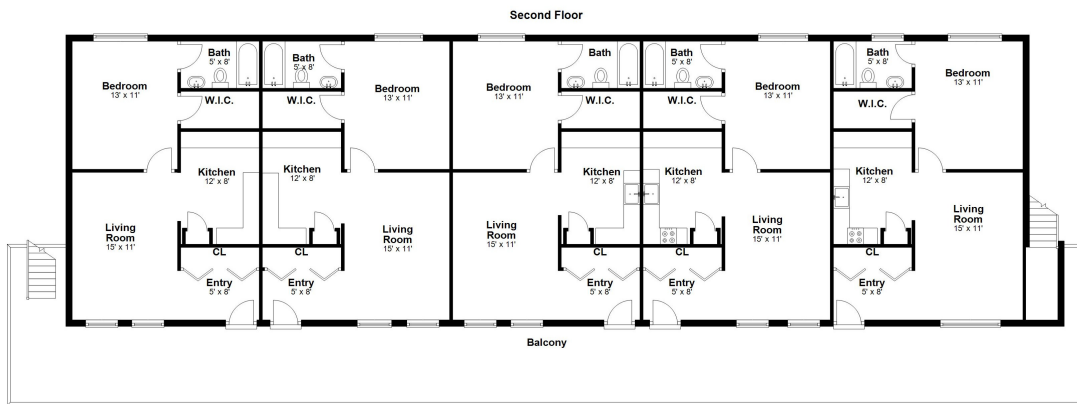 Second Floor
Bedroom
13' x 11'
Bath
5' x 8'
W.I.C.
Kitchen
12' x 8'
Living
Room
15' x 11'
CL
Entry
5' x 8'
Bath
5' x 8'
W.I.C.
Bedroom
13' x 11'
Kitchen
12' x 8'
Living
Room
15' x 11'
CL
Entry
5' x 8'
Bedroom
13' x 11'
Bath
5' x 8'
W.I.C.
Kitchen
12' x 8'
Living
Room
15' x 11'
CL
Entry
5' x 8'
Bath
5' x 8'
W.I.C.
Bedroom
13' x 11'
Kitchen
12' x 8'
Living
Room
15' x 11'
CL
Entry
5' x 8'
Bath
5' x 8'
W.I.C.
Bedroom
13' x 11'
Kitchen
12' x 8'
Living
Room
15' x 11'
CL
Entry
5' x 8'
Balcony